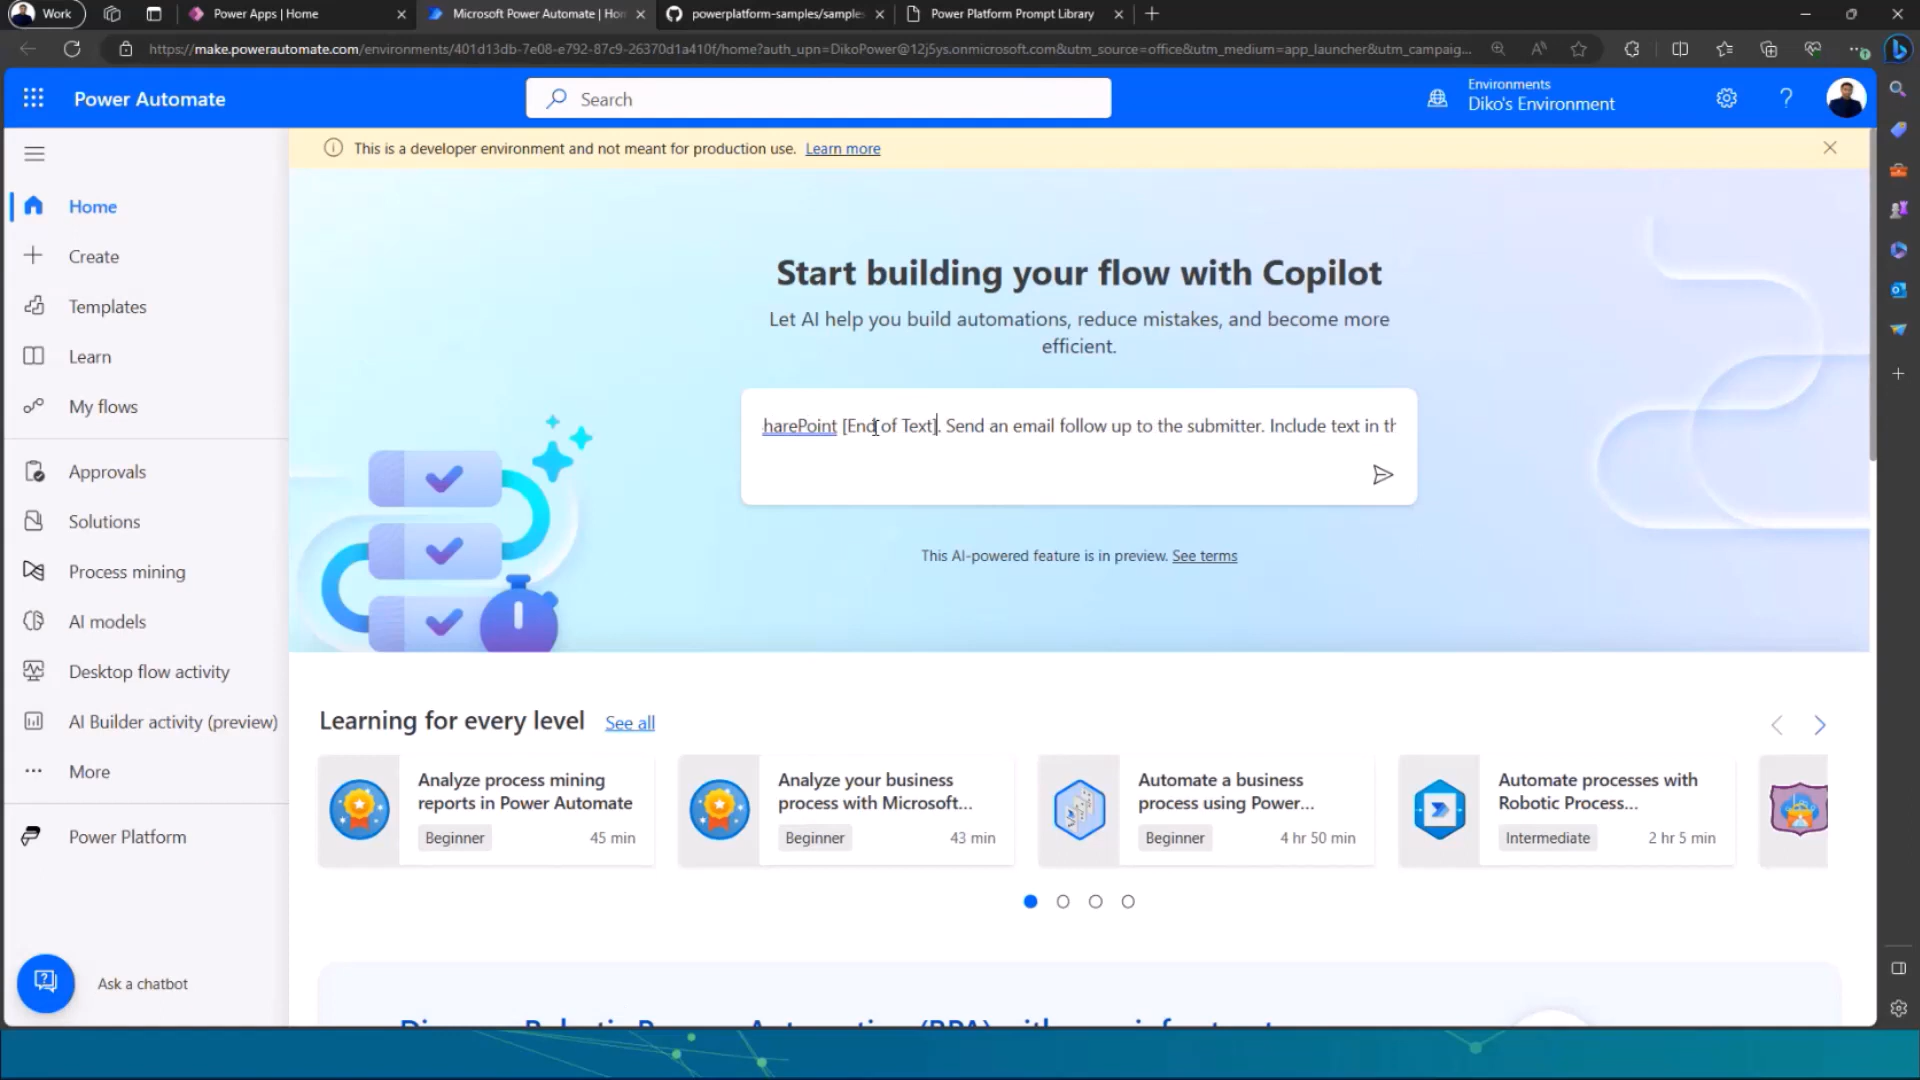 Work
Power Apps | Home
Microsoft Power Automate | Hor
powerplatform-samples/samples
Power Platform Prompt Library
https://make.powerautomate.com/environments/401d13db-7e08-e792-87c9-26370d1a410f/home?auth_upn=DikoPower@12j5ys.onmicrosoft.com&utm_source=office&utm_medium=app_launcher&utm_campaig...
Power Automate
Search
Environments
Diko's Environment
This is a developer environment and not meant for production use. Learn more
Home
Create
Templates
Learn
My flows
Approvals
Solutions
Process mining
AI models
Desktop flow activity
AI Builder activity (preview)
More
Power Platform
Ask a chatbot
Start building your flow with Copilot
Let AI help you build automations, reduce mistakes, and become more
efficient.
harePoint [End of Text]. Send an email follow up to the submitter. Include text in th
This AI-powered feature is in preview. See terms
Learning for every level See all
Analyze process mining
reports in Power Automate
Beginner 45 min
Analyze your business
process with Microsoft...
Beginner 43 min
Automate a business
process using Power...
Beginner 4 hr 50 min
Automate processes with
Robotic Process...
Intermediate 2 hr 5 min